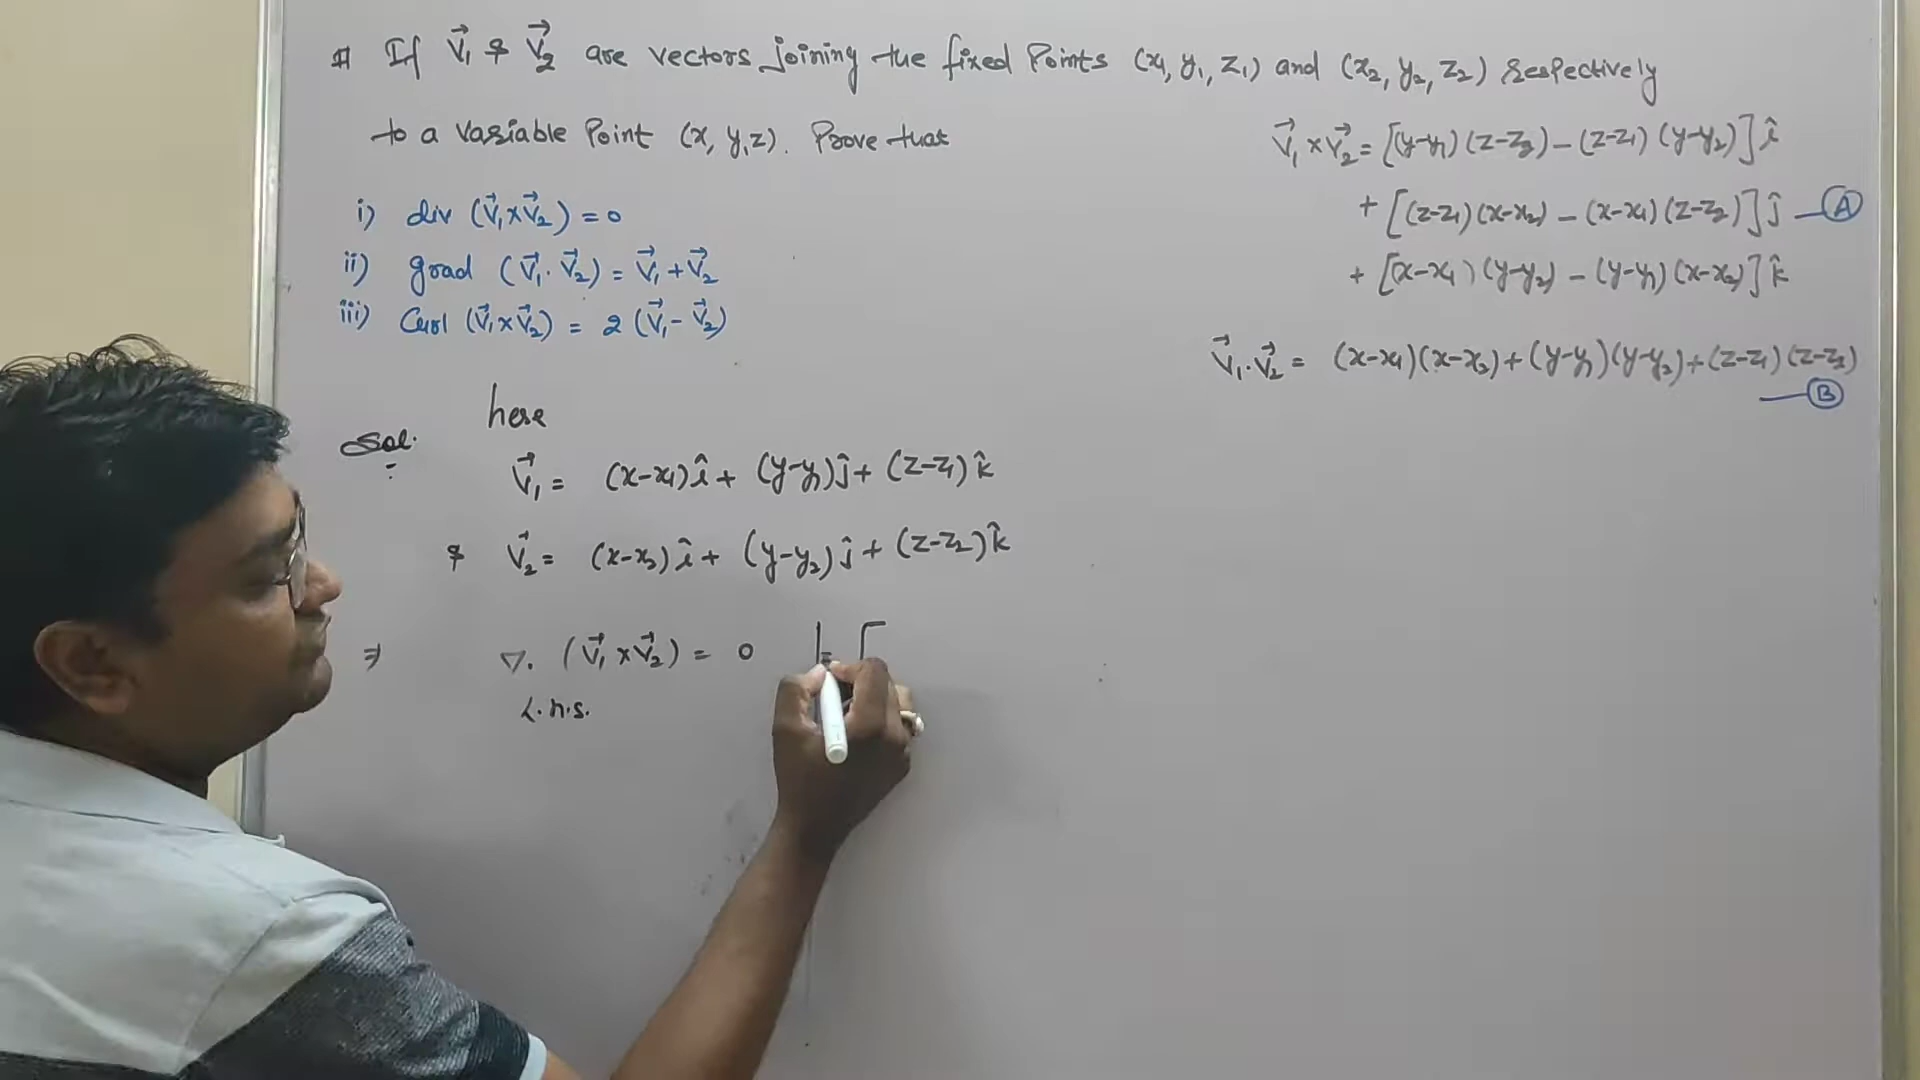 # If V⃗₁ & V⃗₂ are vectors joining the fixed Points (x₁, y₁, z₁) and (x₂, y₂, z₂) respectively
to a variable Point (x, y, z). Prove that
i) div (V⃗₁×V⃗₂) = 0
ii) grad (V⃗₁·V⃗₂) = V⃗₁+V⃗₂
iii) Curl (V⃗₁×V⃗₂) = 2 (V⃗₁-V⃗₂)
V⃗₁×V⃗₂ = [(y-y₁)(z-z₂) - (z-z₁)(y-y₂)] î
+ [(z-z₁)(x-x₂) - (x-x₁)(z-z₂)] ĵ — Ⓐ
+ [(x-x₁)(y-y₂) - (y-y₁)(x-x₂)] k̂
V⃗₁·V⃗₂ = (x-x₁)(x-x₂) + (y-y₁)(y-y₂) + (z-z₁)(z-z₂)
— Ⓑ
Sol. here
V⃗₁ = (x-x₁)î + (y-y₁)ĵ + (z-z₁)k̂
& V⃗₂ = (x-x₂)î + (y-y₂)ĵ + (z-z₂)k̂
⇒ ∇. (V⃗₁×V⃗₂) = 0 | = [
L.h.s.